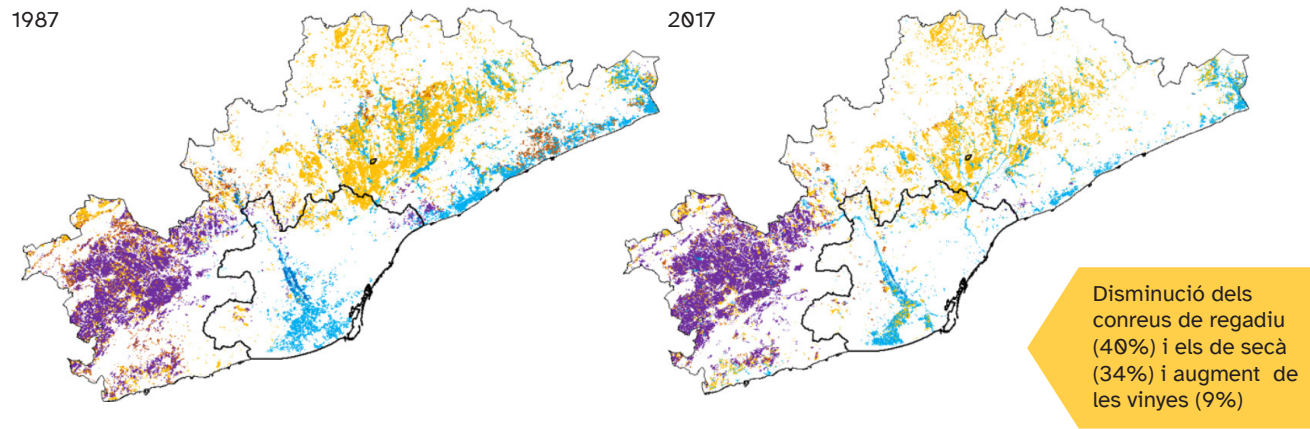 1987
2017
Disminució dels
conreus de regadiu
(40%) i els de secà
(34%) i augment de
les vinyes (9%)